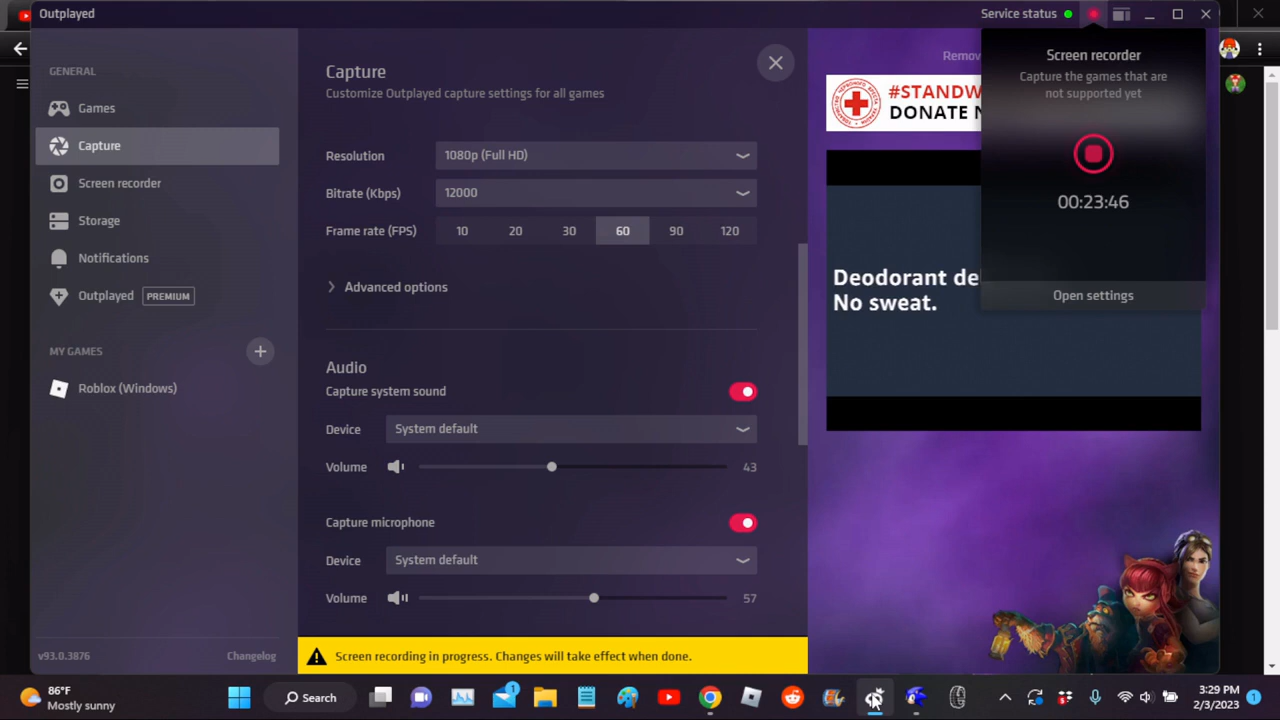 Outplayed
Service status
GENERAL
Games
Capture
Screen recorder
Storage
Notifications
Outplayed PREMIUM
MY GAMES
Roblox (Windows)
v93.0.3876 Changelog
Capture
Customize Outplayed capture settings for all games
Resolution 1080p (Full HD)
Bitrate (Kbps) 12000
Frame rate (FPS) 10 20 30 60 90 120
Advanced options
Audio
Capture system sound
Device System default
Volume 43
Capture microphone
Device System default
Volume 57
Screen recording in progress. Changes will take effect when done.
Remov
#STANDW
DONATE N
Deodorant de
No sweat.
Screen recorder
Capture the games that are
not supported yet
00:23:46
Open settings
86°F
Mostly sunny
Search
1
3:29 PM
2/3/2023
1